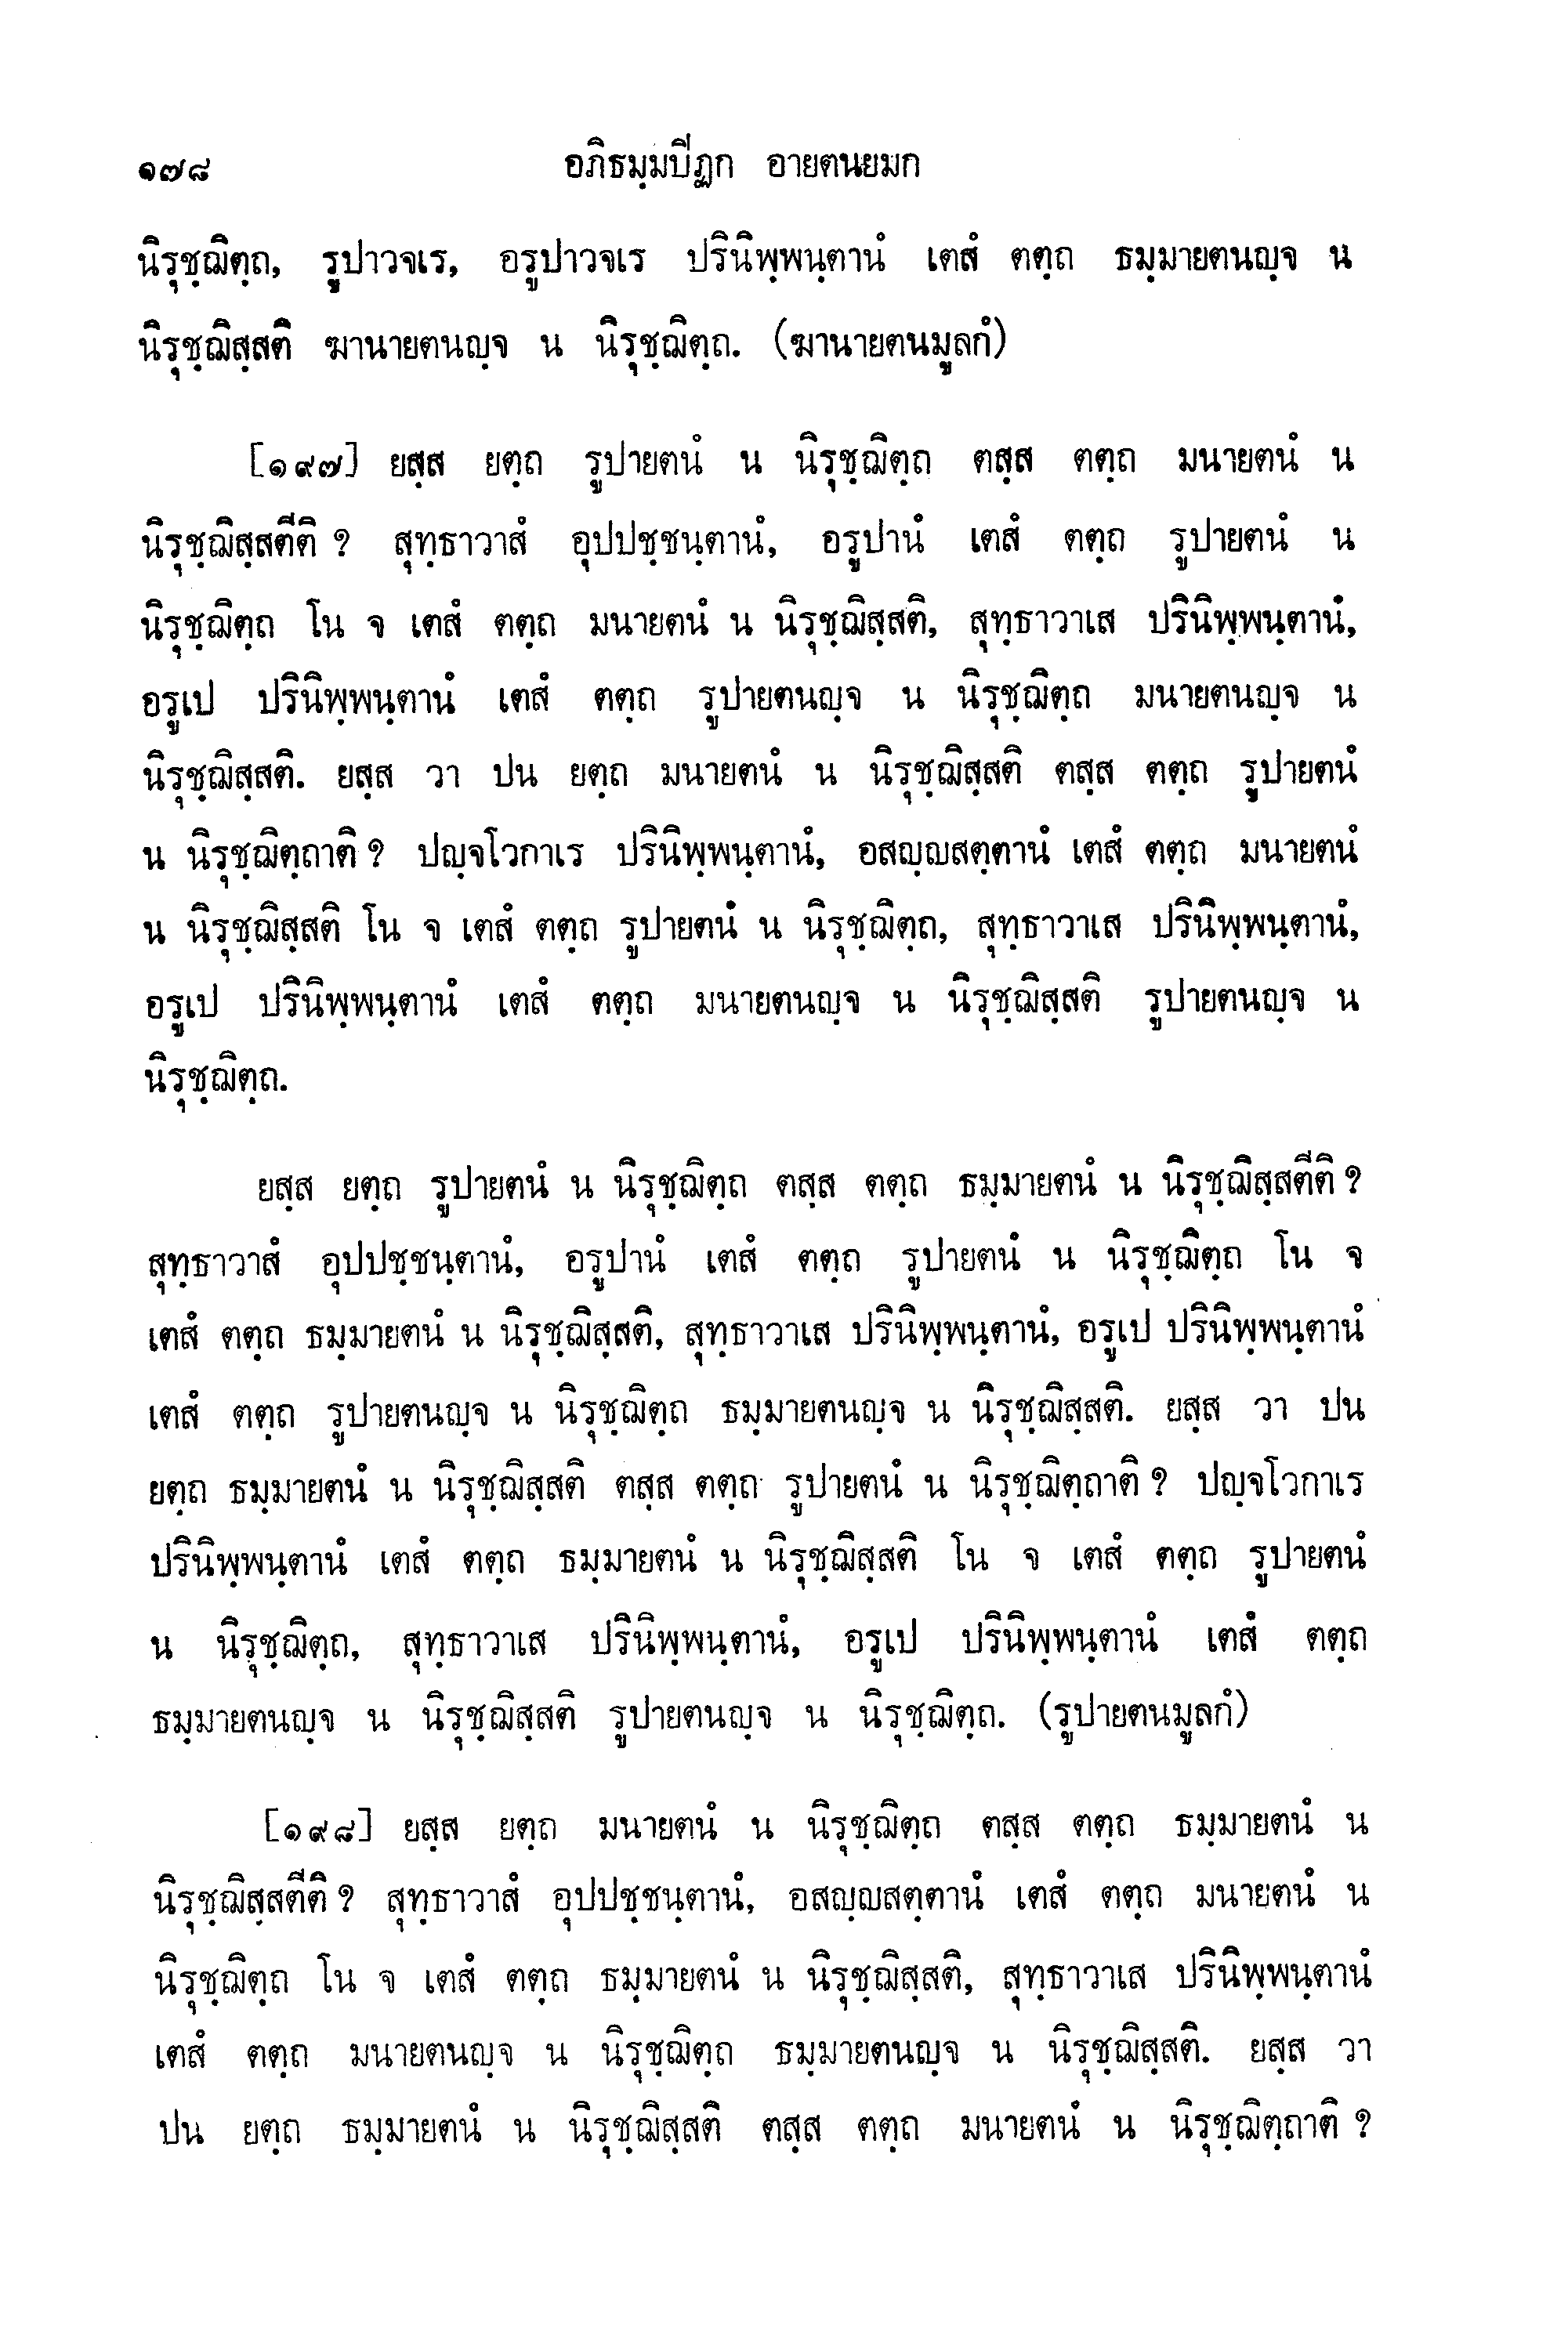 ๑๗๘ อภิธมฺมปิฏก อายตนยมก
นิรุชฺฌิตฺถ, รูปาวจเร, อรูปาวจเร ปรินิพฺพนฺตานํ เตสํ ตตฺถ ธมฺมายตนญฺจ น
นิรุชฺฌิสฺสติ ฆานายตนญฺจ น นิรุชฺฌิตฺถ. (ฆานายตนมูลกํ)
[๑๙๗] ยสฺส ยตฺถ รูปายตนํ น นิรุชฺฌิตฺถ ตสฺส ตตฺถ มนายตนํ น
นิรุชฺฌิสฺสตีติ ? สุทฺธาวาสํ อุปปชฺชนฺตานํ, อรูปานํ เตสํ ตตฺถ รูปายตนํ น
นิรุชฺฌิตฺถ โน จ เตสํ ตตฺถ มนายตนํ น นิรุชฺฌิสฺสติ, สุทฺธาวาเส ปรินิพฺพนฺตานํ,
อรูเป ปรินิพฺพนฺตานํ เตสํ ตตฺถ รูปายตนญฺจ น นิรุชฺฌิตฺถ มนายตนญฺจ น
นิรุชฺฌิสฺสติ. ยสฺส วา ปน ยตฺถ มนายตนํ น นิรุชฺฌิสฺสติ ตสฺส ตตฺถ รูปายตนํ
น นิรุชฺฌิตฺถาติ ? ปญฺจโวกาเร ปรินิพฺพนฺตานํ, อสญฺญสตฺตานํ เตสํ ตตฺถ มนายตนํ
น นิรุชฺฌิสฺสติ โน จ เตสํ ตตฺถ รูปายตนํ น นิรุชฺฌิตฺถ, สุทฺธาวาเส ปรินิพฺพนฺตานํ,
อรูเป ปรินิพฺพนฺตานํ เตสํ ตตฺถ มนายตนญฺจ น นิรุชฺฌิสฺสติ รูปายตนญฺจ น
นิรุชฺฌิตฺถ.
ยสฺส ยตฺถ รูปายตนํ น นิรุชฺฌิตฺถ ตสฺส ตตฺถ ธมฺมายตนํ น นิรุชฺฌิสฺสตีติ ?
สุทฺธาวาสํ อุปปชฺชนฺตานํ, อรูปานํ เตสํ ตตฺถ รูปายตนํ น นิรุชฺฌิตฺถ โน จ
เตสํ ตตฺถ ธมฺมายตนํ น นิรุชฺฌิสฺสติ, สุทฺธาวาเส ปรินิพฺพนฺตานํ, อรูเป ปรินิพฺพนฺตานํ
เตสํ ตตฺถ รูปายตนญฺจ น นิรุชฺฌิตฺถ ธมฺมายตนญฺจ น นิรุชฺฌิสฺสติ. ยสฺส วา ปน
ยตฺถ ธมฺมายตนํ น นิรุชฺฌิสฺสติ ตสฺส ตตฺถ รูปายตนํ น นิรุชฺฌิตฺถาติ ? ปญฺจโวกาเร
ปรินิพฺพนฺตานํ เตสํ ตตฺถ ธมฺมายตนํ น นิรุชฺฌิสฺสติ โน จ เตสํ ตตฺถ รูปายตนํ
น นิรุชฺฌิตฺถ, สุทฺธาวาเส ปรินิพฺพนฺตานํ, อรูเป ปรินิพฺพนฺตานํ เตสํ ตตฺถ
ธมฺมายตนญฺจ น นิรุชฺฌิสฺสติ รูปายตนญฺจ น นิรุชฺฌิตฺถ. (รูปายตนมูลกํ)
[๑๙๘] ยสฺส ยตฺถ มนายตนํ น นิรุชฺฌิตฺถ ตสฺส ตตฺถ ธมฺมายตนํ น
นิรุชฺฌิสฺสตีติ ? สุทฺธาวาสํ อุปปชฺชนฺตานํ, อสญฺญสตฺตานํ เตสํ ตตฺถ มนายตนํ น
นิรุชฺฌิตฺถ โน จ เตสํ ตตฺถ ธมฺมายตนํ น นิรุชฺฌิสฺสติ, สุทฺธาวาเส ปรินิพฺพนฺตานํ
เตสํ ตตฺถ มนายตนญฺจ น นิรุชฺฌิตฺถ ธมฺมายตนญฺจ น นิรุชฺฌิสฺสติ. ยสฺส วา
ปน ยตฺถ ธมฺมายตนํ น นิรุชฺฌิสฺสติ ตสฺส ตตฺถ มนายตนํ น นิรุชฺฌิตฺถาติ ?